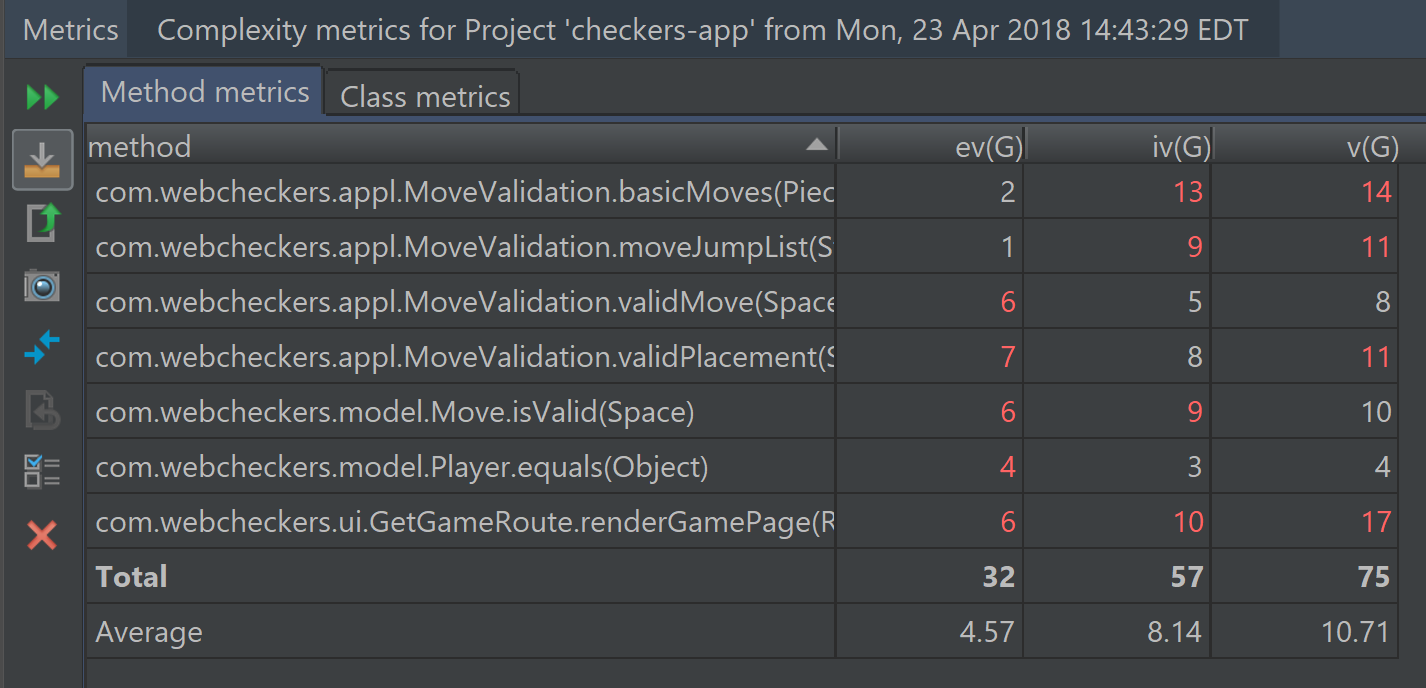 Metrics Complexity metrics for Project 'checkers-app' from Mon, 23 Apr 2018 14:43:29 EDT
Method metrics Class metrics
method ev(G) iv(G) v(G)
com.webcheckers.appl.MoveValidation.basicMoves(Piec 2 13 14
com.webcheckers.appl.MoveValidation.moveJumpList(S 1 9 11
com.webcheckers.appl.MoveValidation.validMove(Space 6 5 8
com.webcheckers.appl.MoveValidation.validPlacement(S 7 8 11
com.webcheckers.model.Move.isValid(Space) 6 9 10
com.webcheckers.model.Player.equals(Object) 4 3 4
com.webcheckers.ui.GetGameRoute.renderGamePage(R 6 10 17
Total 32 57 75
Average 4.57 8.14 10.71